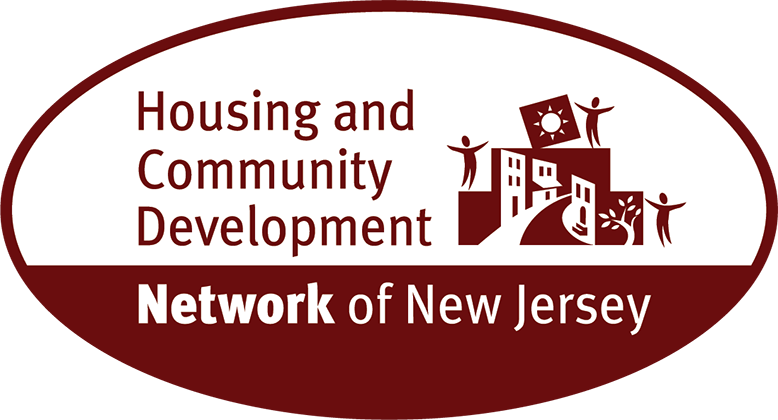 Housing and
Community
Development
Network of New Jersey